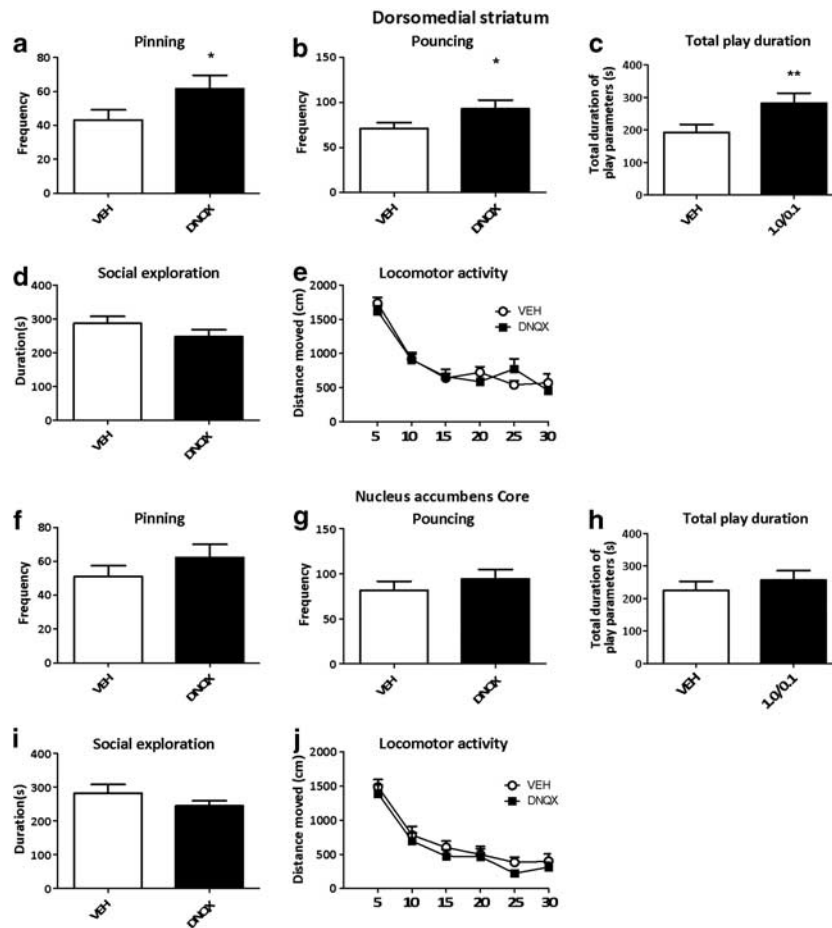 Dorsomedial striatum
a
Pinning
*
Frequency
80
60
40
20
0
VEH
DNQX
b
Pouncing
*
Frequency
150
100
50
0
VEH
DNQX
c
Total play duration
**
Total duration of
play parameters (s)
400
300
200
100
0
VEH
1.0/0.1
d
Social exploration
Duration(s)
400
300
200
100
0
VEH
DNQX
e
Locomotor activity
Distance moved (cm)
2000
1500
1000
500
0
VEH
DNQX
5 10 15 20 25 30
Nucleus accumbens Core
f
Pinning
Frequency
80
60
40
20
0
VEH
DNQX
g
Pouncing
Frequency
150
100
50
0
VEH
DNQX
h
Total play duration
Total duration of
play parameters (s)
400
300
200
100
0
VEH
1.0/0.1
i
Social exploration
Duration(s)
400
300
200
100
0
VEH
DNQX
j
Locomotor activity
Distance moved (cm)
2000
1500
1000
500
0
VEH
DNQX
5 10 15 20 25 30